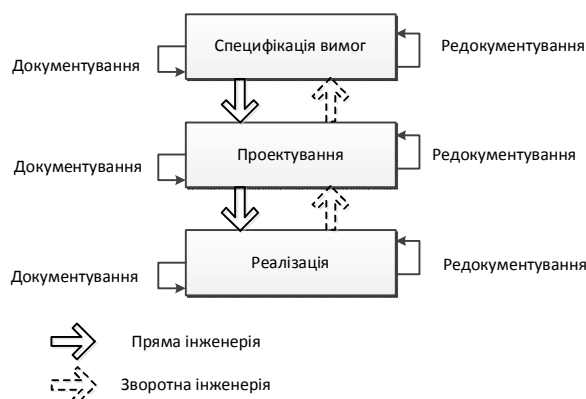 Специфікація вимог
Документування
Редокументування
Проектування
Документування
Редокументування
Реалізація
Документування
Редокументування
Пряма інженерія
Зворотна інженерія